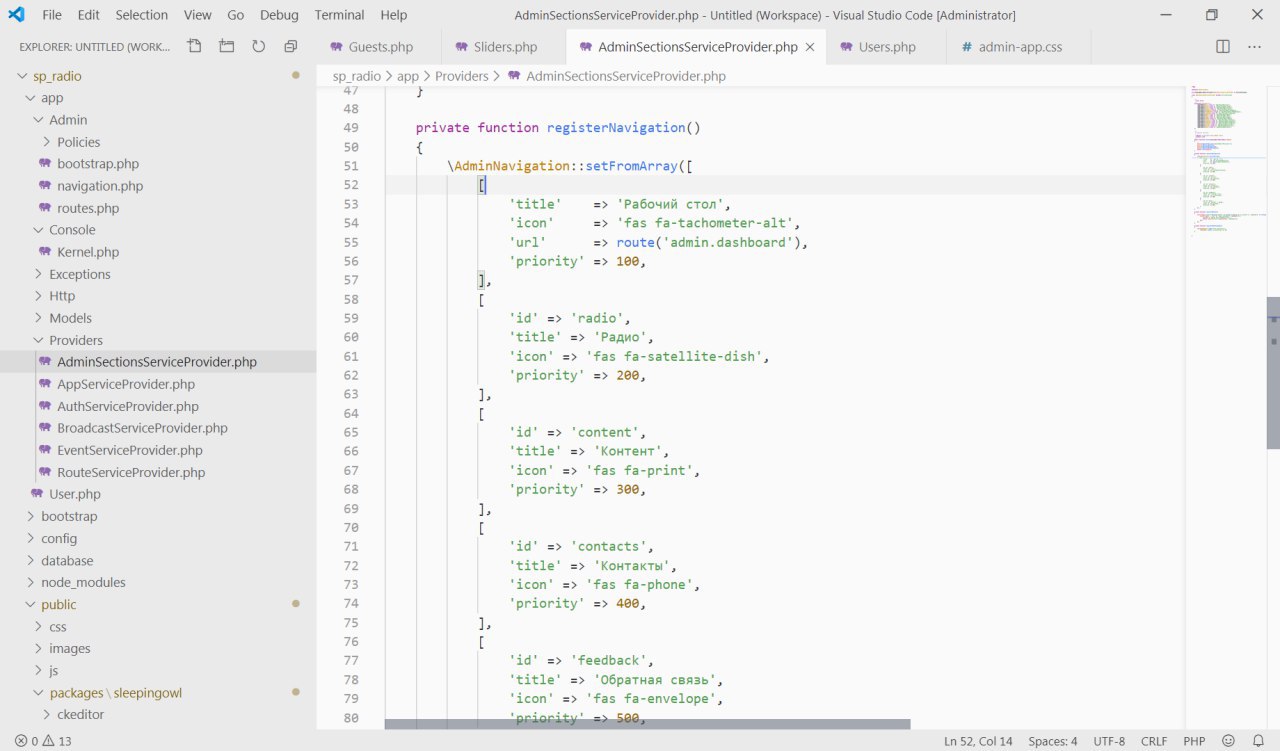 File Edit Selection View Go Debug Terminal Help AdminSectionsServiceProvider.php - Untitled (Workspace) - Visual Studio Code [Administrator]
EXPLORER: UNTITLED (WORK...
Guests.php Sliders.php AdminSectionsServiceProvider.php Users.php # admin-app.css
sp_radio > app > Providers > AdminSectionsServiceProvider.php
sp_radio
app
Admin
Policies
bootstrap.php
navigation.php
routes.php
Console
Kernel.php
Exceptions
Http
Models
Providers
AdminSectionsServiceProvider.php
AppServiceProvider.php
AuthServiceProvider.php
BroadcastServiceProvider.php
EventServiceProvider.php
RouteServiceProvider.php
User.php
bootstrap
config
database
node_modules
public
css
images
js
packages \ sleepingowl
ckeditor
47 }
48
49 private function registerNavigation()
50 {
51 \AdminNavigation::setFromArray([
52 [
53 'title' => 'Рабочий стол',
54 'icon' => 'fas fa-tachometer-alt',
55 'url' => route('admin.dashboard'),
56 'priority' => 100,
57 ],
58 [
59 'id' => 'radio',
60 'title' => 'Радио',
61 'icon' => 'fas fa-satellite-dish',
62 'priority' => 200,
63 ],
64 [
65 'id' => 'content',
66 'title' => 'Контент',
67 'icon' => 'fas fa-print',
68 'priority' => 300,
69 ],
70 [
71 'id' => 'contacts',
72 'title' => 'Контакты',
73 'icon' => 'fas fa-phone',
74 'priority' => 400,
75 ],
76 [
77 'id' => 'feedback',
78 'title' => 'Обратная связь',
79 'icon' => 'fas fa-envelope',
80 'priority' => 500,
0 13 Ln 52, Col 14 Spaces: 4 UTF-8 CRLF PHP